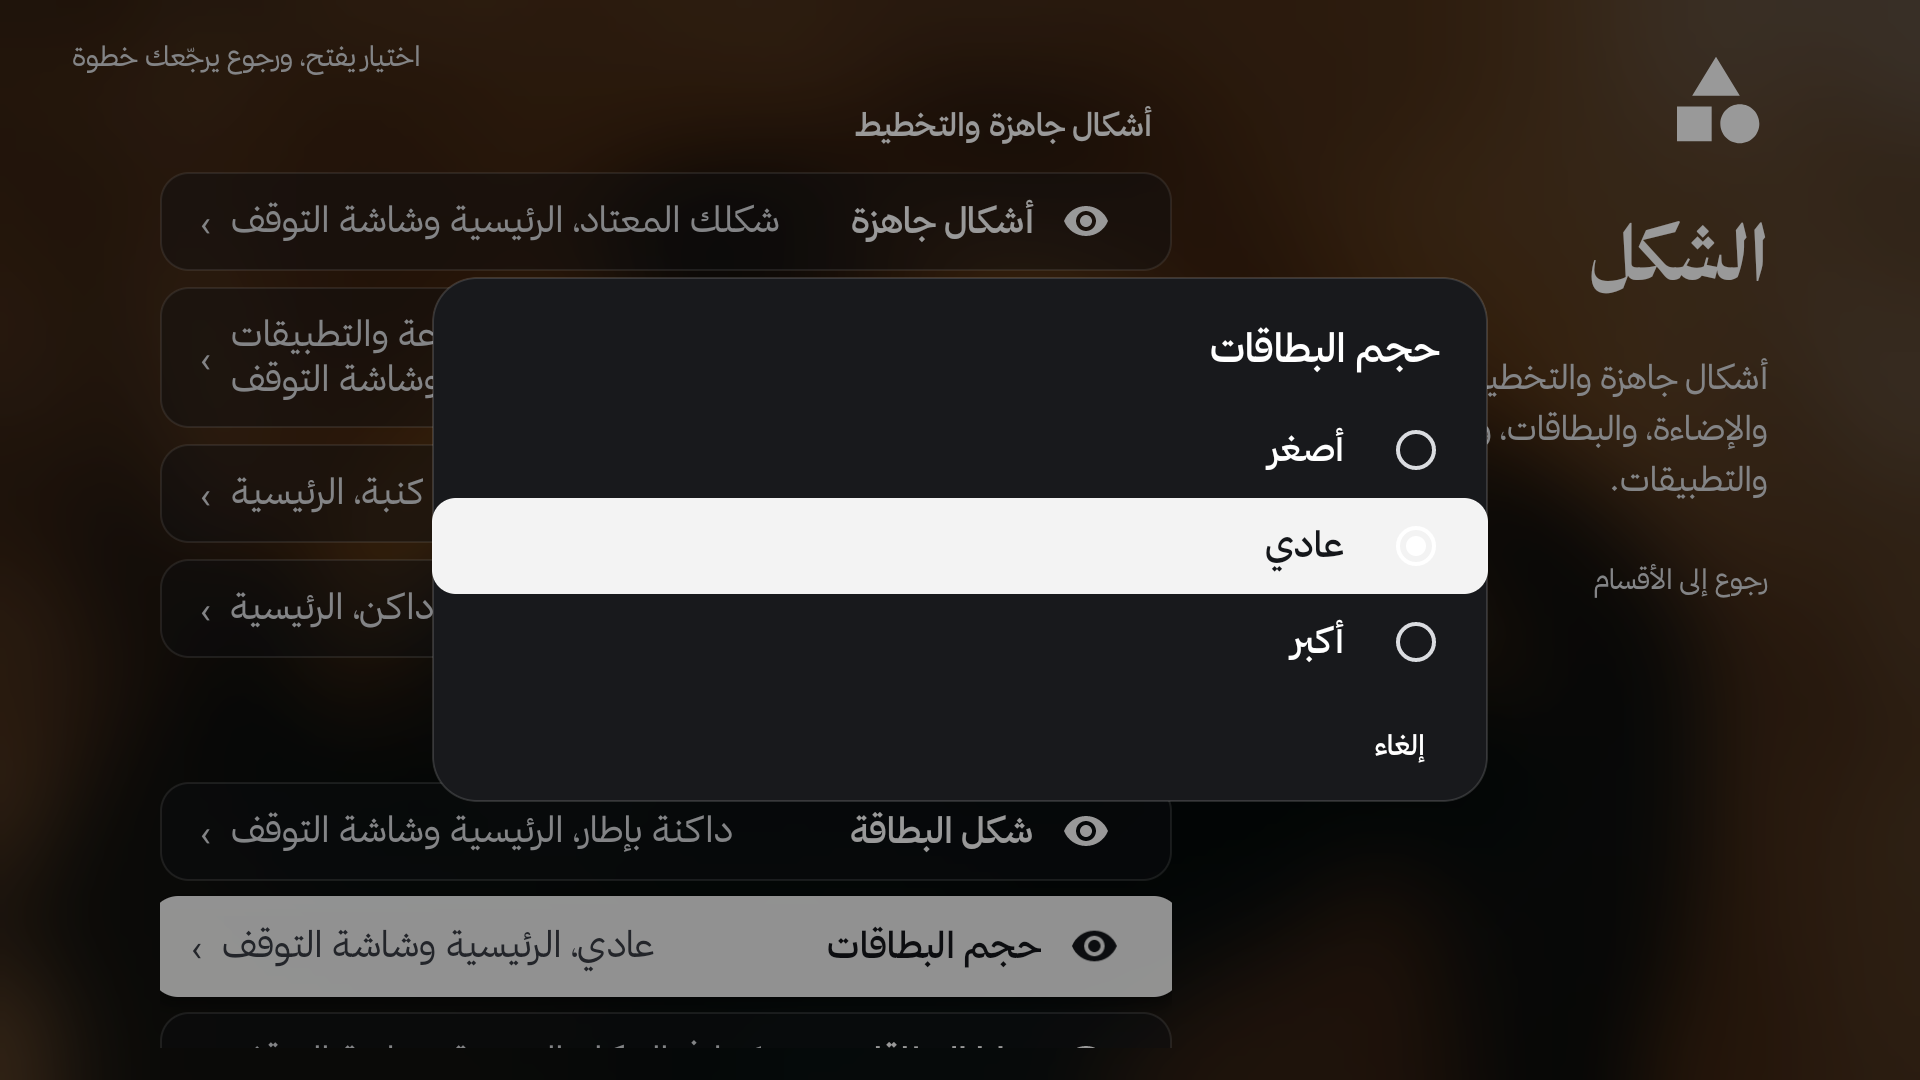 اختيار يفتح، ورجوع يرجّعك خطوة
الشكل
أشكال جاهزة والتخطي
والإضاءة، والبطاقات، و
والتطبيقات.
رجوع إلى الأقسام
أشكال جاهزة والتخطيط
أشكال جاهزة
شكلك المعتاد، الرئيسية وشاشة التوقف
عة والتطبيقات
وشاشة التوقف
كنبة، الرئيسية
داكن، الرئيسية
حجم البطاقات
أصغر
عادي
أكبر
إلغاء
شكل البطاقة
داكنة بإطار، الرئيسية وشاشة التوقف
حجم البطاقات
عادي، الرئيسية وشاشة التوقف